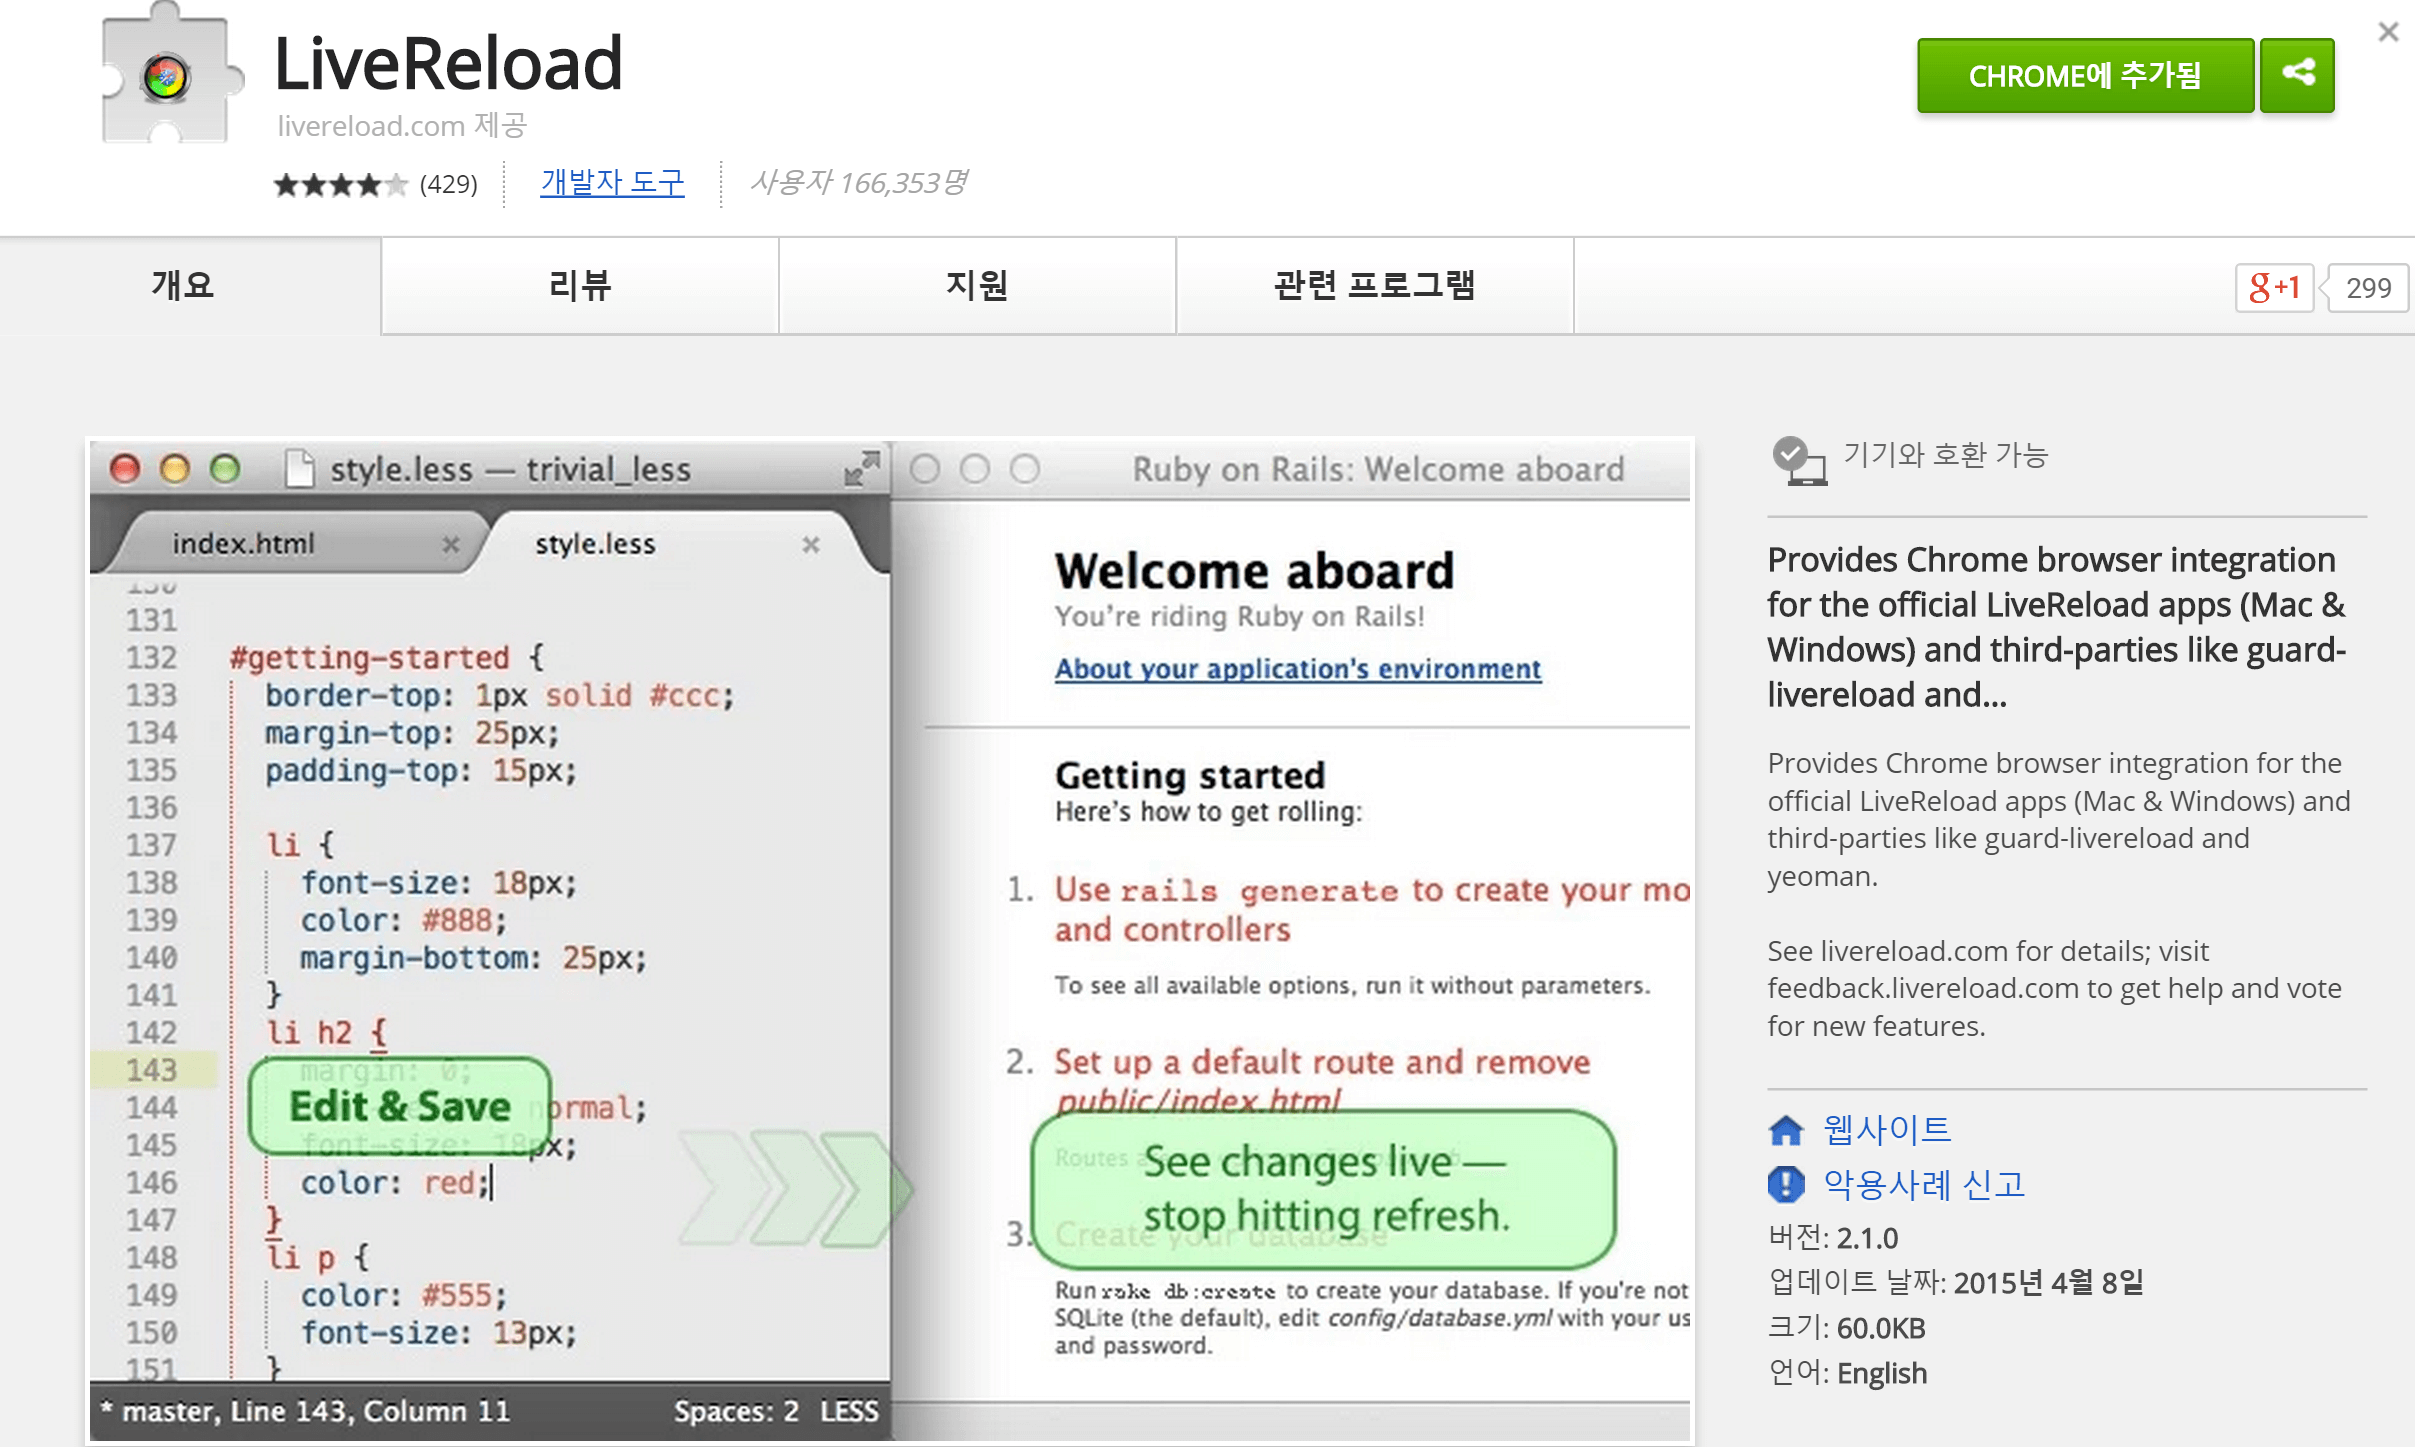 LiveReload
livereload.com 제공
(429)
개발자 도구
사용자 166,353명
CHROME에 추가됨
개요
리뷰
지원
관련 프로그램
g+1
299
style.less — trivial_less
index.html
style.less
130
131
132 #getting-started {
133 border-top: 1px solid #ccc;
134 margin-top: 25px;
135 padding-top: 15px;
136
137 li {
138 font-size: 18px;
139 color: #888;
140 margin-bottom: 25px;
141 }
142 li h2 {
143 margin: 0;
Edit & Save
144 normal;
145 font-size: 18px;
146 color: red;
147 }
148 li p {
149 color: #555;
150 font-size: 13px;
151 }
* master, Line 143, Column 11
Spaces: 2 LESS
Ruby on Rails: Welcome aboard
Welcome aboard
You’re riding Ruby on Rails!
About your application's environment
Getting started
Here’s how to get rolling:
1. Use rails generate to create your mo
and controllers
To see all available options, run it without parameters.
2. Set up a default route and remove
public/index.html
Routes
See changes live —
stop hitting refresh.
3. Create your database
Run rake db:create to create your database. If you're not
SQLite (the default), edit config/database.yml with your us
and password.
기기와 호환 가능
Provides Chrome browser integration
for the official LiveReload apps (Mac &
Windows) and third-parties like guard-
livereload and...
Provides Chrome browser integration for the
official LiveReload apps (Mac & Windows) and
third-parties like guard-livereload and
yeoman.
See livereload.com for details; visit
feedback.livereload.com to get help and vote
for new features.
웹사이트
악용사례 신고
버전: 2.1.0
업데이트 날짜: 2015년 4월 8일
크기: 60.0KB
언어: English